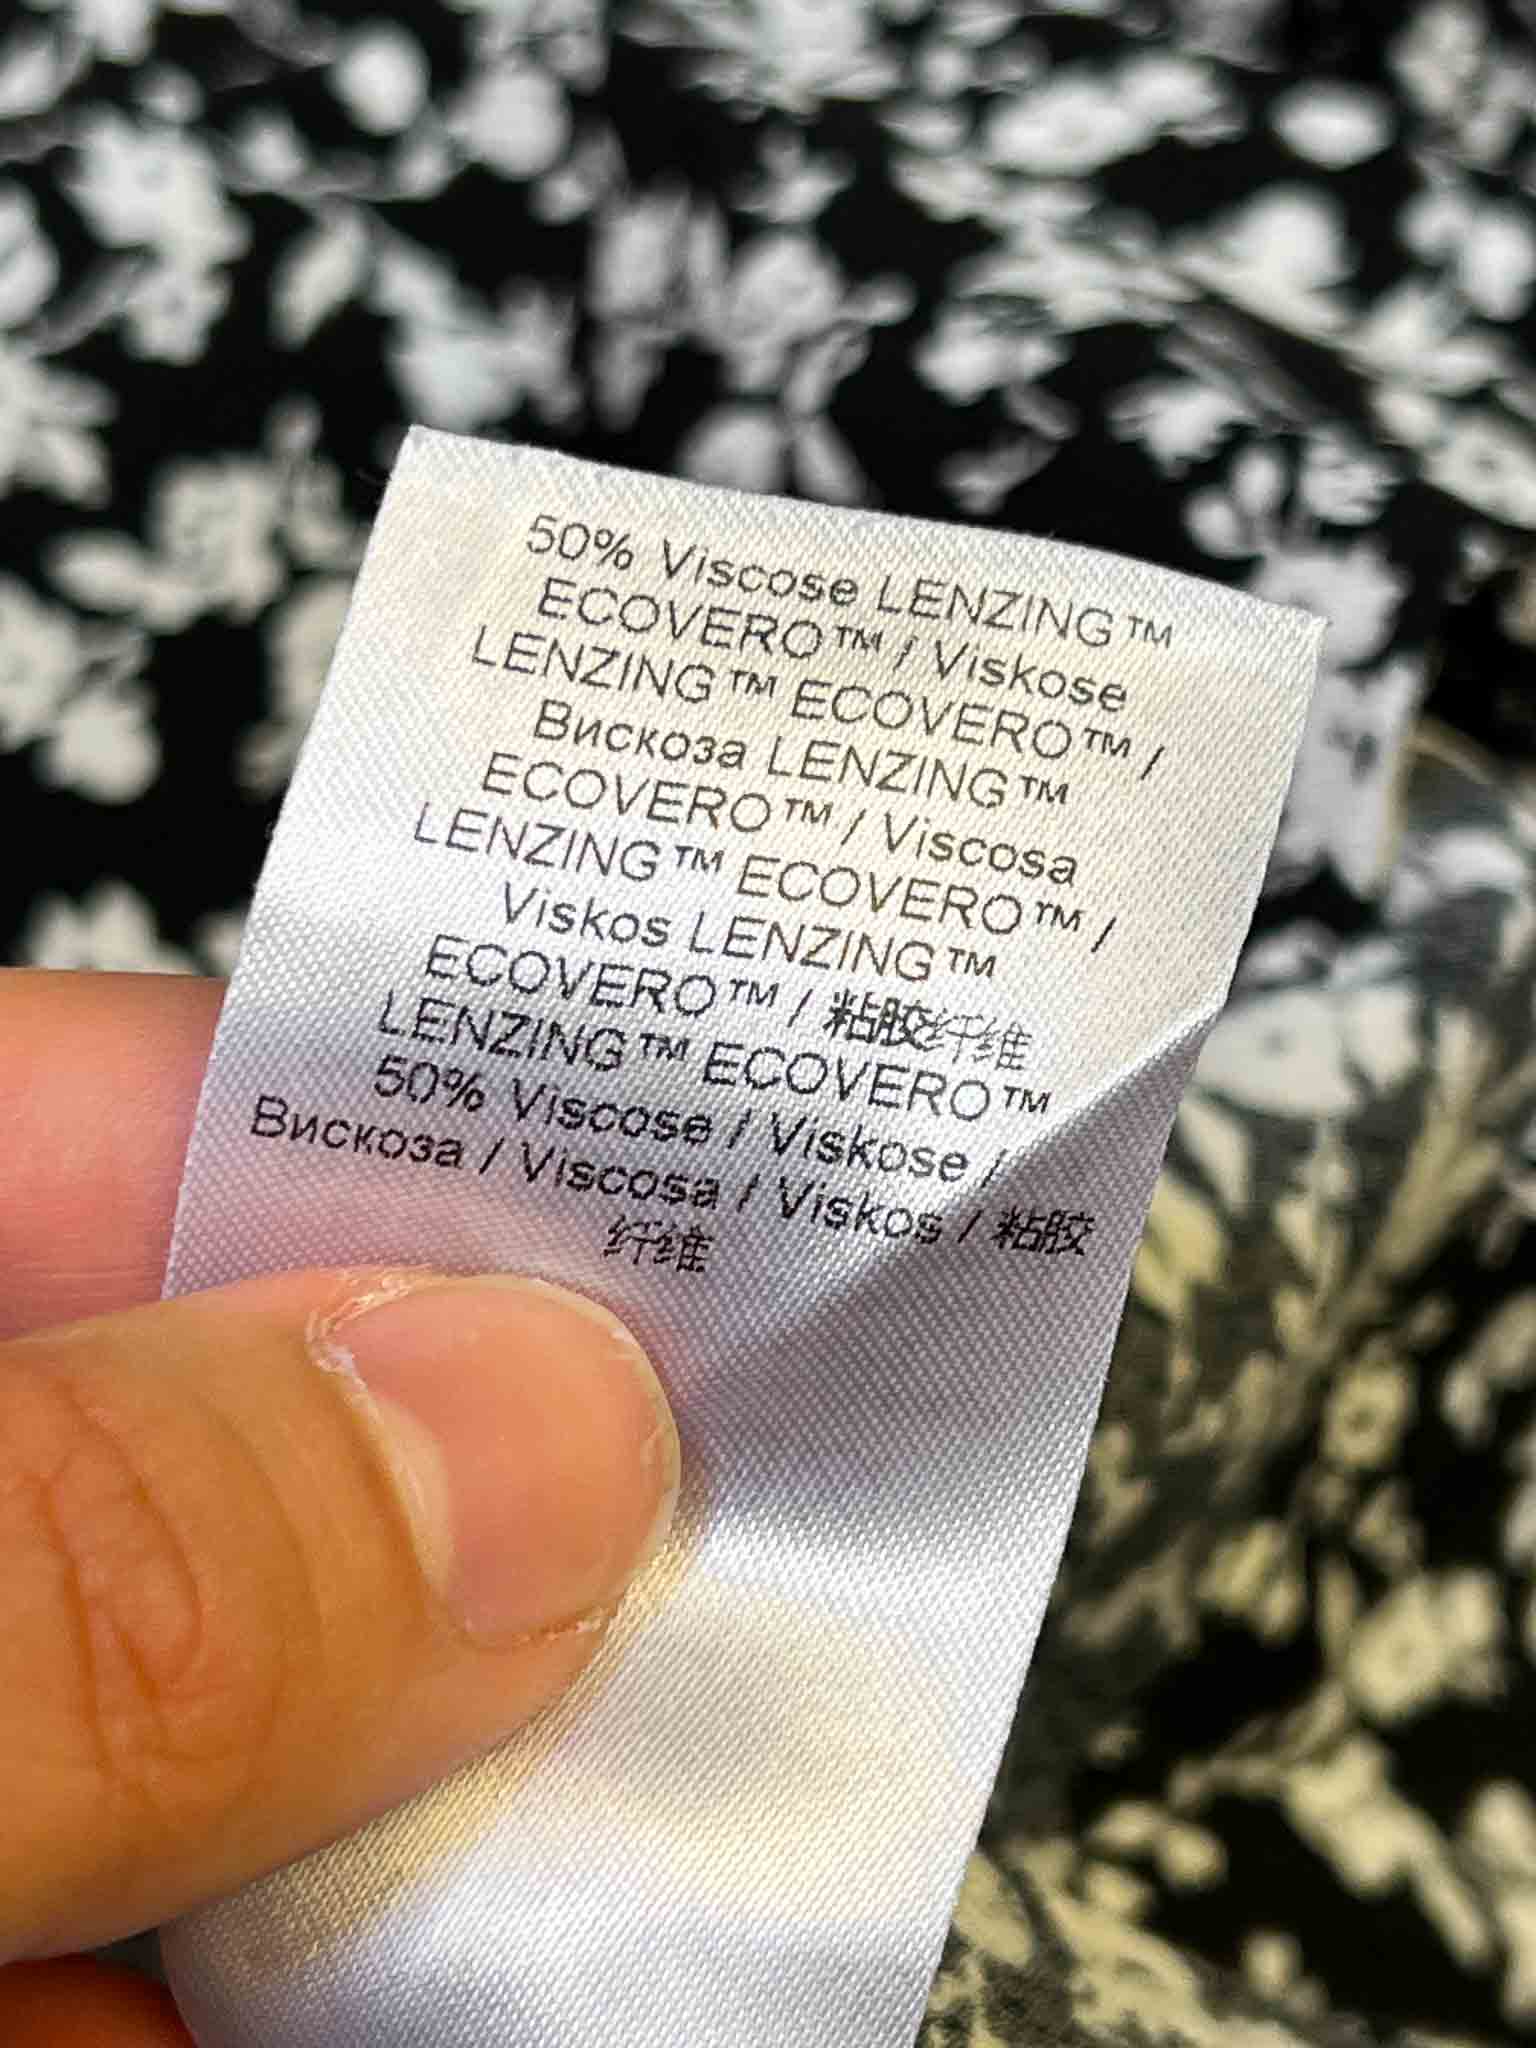 50% Viscose LENZING™
ECOVERO™ / Viskose
LENZING™ ECOVERO™ /
Вискоза LENZING™
ECOVERO™ / Viscosa
LENZING™ ECOVERO™ /
Viskos LENZING™
ECOVERO™ / 粘胶纤维
LENZING™ ECOVERO™
50% Viscose / Viskose /
Вискоза / Viscosa / Viskos / 粘胶
纤维